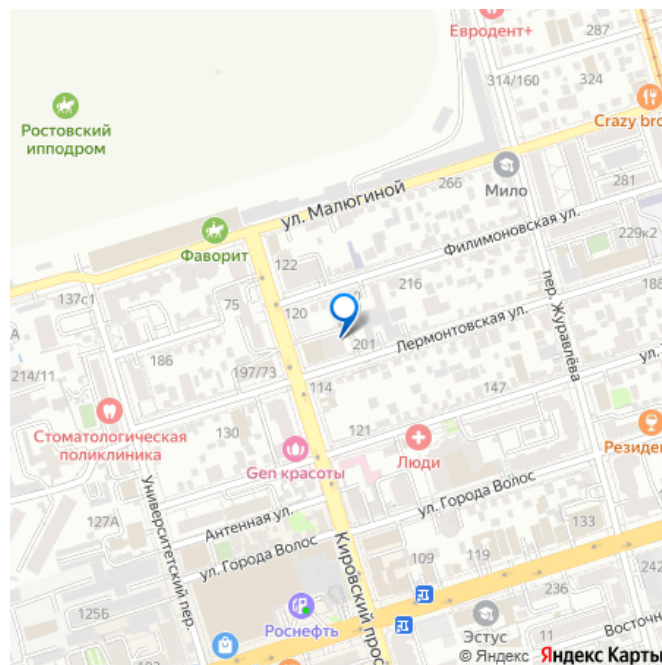 Евродент+
287
314/160
324
Crazy bro
Ростовский
ипподром
ул. Малюгиной
266
Мило
281
Филимоновская ул.
229к2
Фаворит
122
137с1
75
120
216
пер. Журавлёва
188
201
Лермонтовская ул.
186
214/11
197/73
114
147
ул.
Стоматологическая
поликлиника
130
121
Gen красоты
Люди
Резиден
Университетский пер.
127А
Антенная ул.
ул. Города Волос
ул. Города Волос
133
Кировский прос
109
119
125Б
236
242
Роснефть
Эстус
11
Восточн
© Яндекс Яндекс Карты